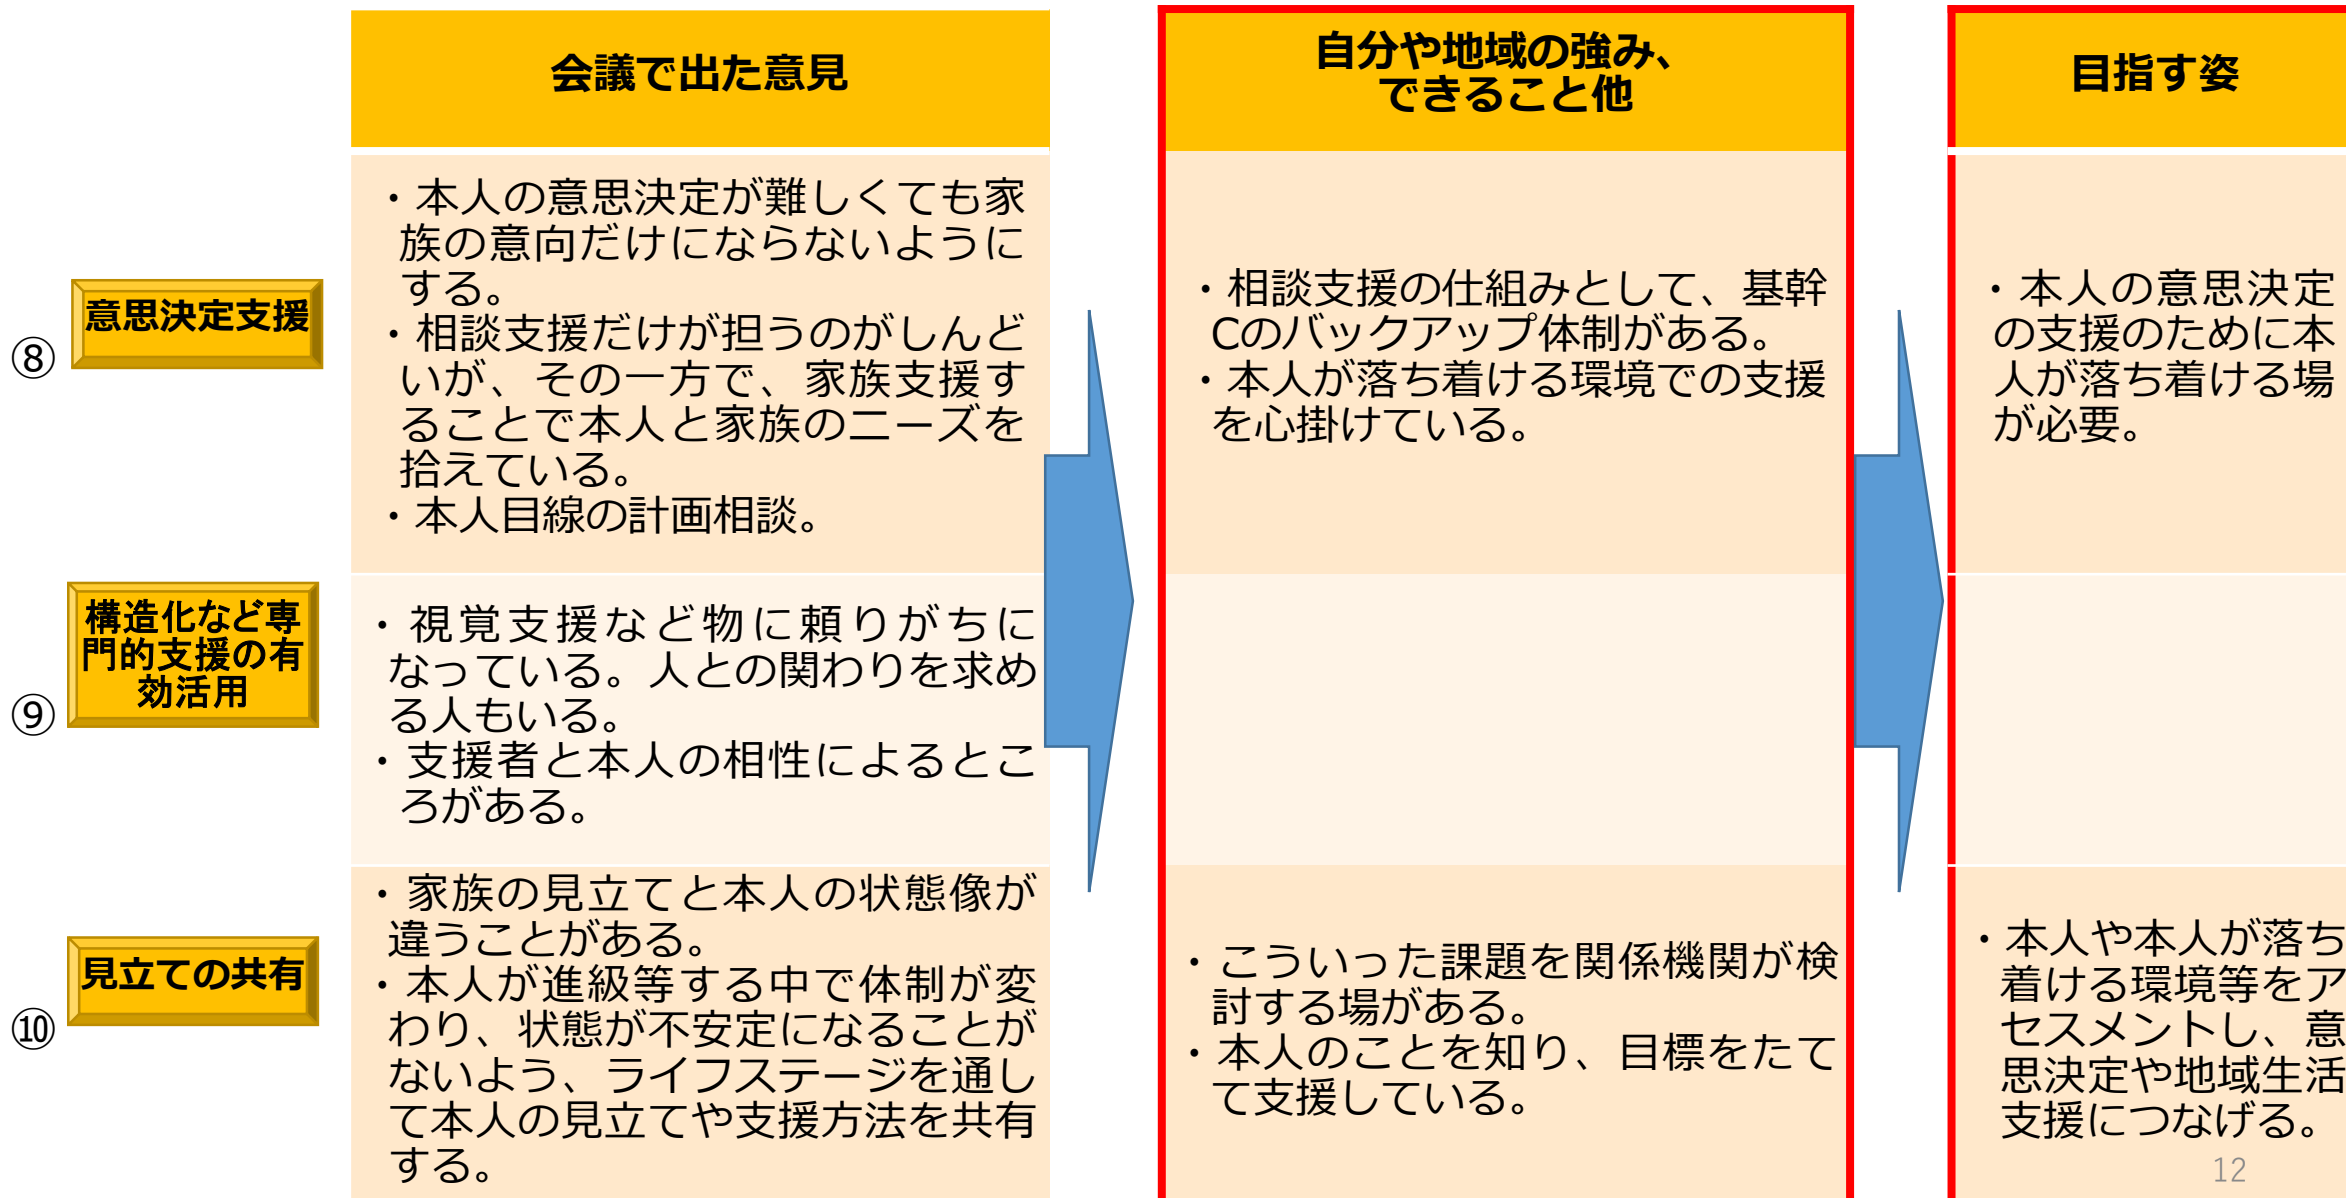 会議で出た意見
自分や地域の強み、
できること他
目指す姿
⑧
意思決定支援
・本人の意思決定が難しくても家
族の意向だけにならないように
する。
・相談支援だけが担うのがしんど
いが、その一方で、家族支援す
ることで本人と家族のニーズを
拾えている。
・本人目線の計画相談。
・相談支援の仕組みとして、基幹
Cのバックアップ体制がある。
・本人が落ち着ける環境での支援
を心掛けている。
・本人の意思決定
の支援のために本
人が落ち着ける場
が必要。
⑨
構造化など専
門的支援の有
効活用
・視覚支援など物に頼りがちに
なっている。人との関わりを求め
る人もいる。
・支援者と本人の相性によるとこ
ろがある。
⑩
見立ての共有
・家族の見立てと本人の状態像が
違うことがある。
・本人が進級等する中で体制が変
わり、状態が不安定になることが
ないよう、ライフステージを通し
て本人の見立てや支援方法を共有
する。
・こういった課題を関係機関が検
討する場がある。
・本人のことを知り、目標をたて
て支援している。
・本人や本人が落ち
着ける環境等をア
セスメントし、意
思決定や地域生活
支援につなげる。
12